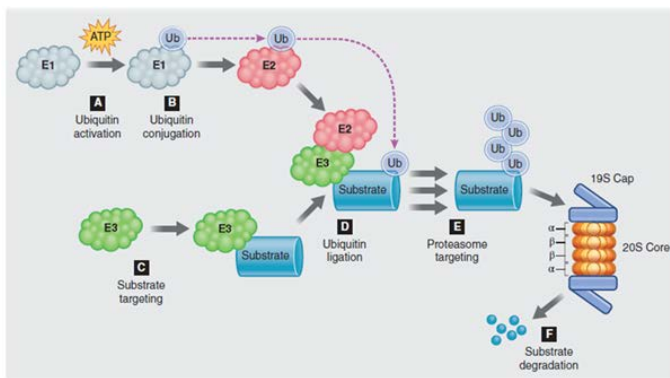 ATP
Ub
Ub
E1
E1
E2
A
Ubiquitin
activation
B
Ubiquitin
conjugation
E2
E3
Ub
Substrate
D
Ubiquitin
ligation
Ub
Ub
Ub
Ub
Substrate
E
Proteasome
targeting
E3
E3
Substrate
C
Substrate
targeting
19S Cap
α
β
β
α
20S Core
F
Substrate
degradation